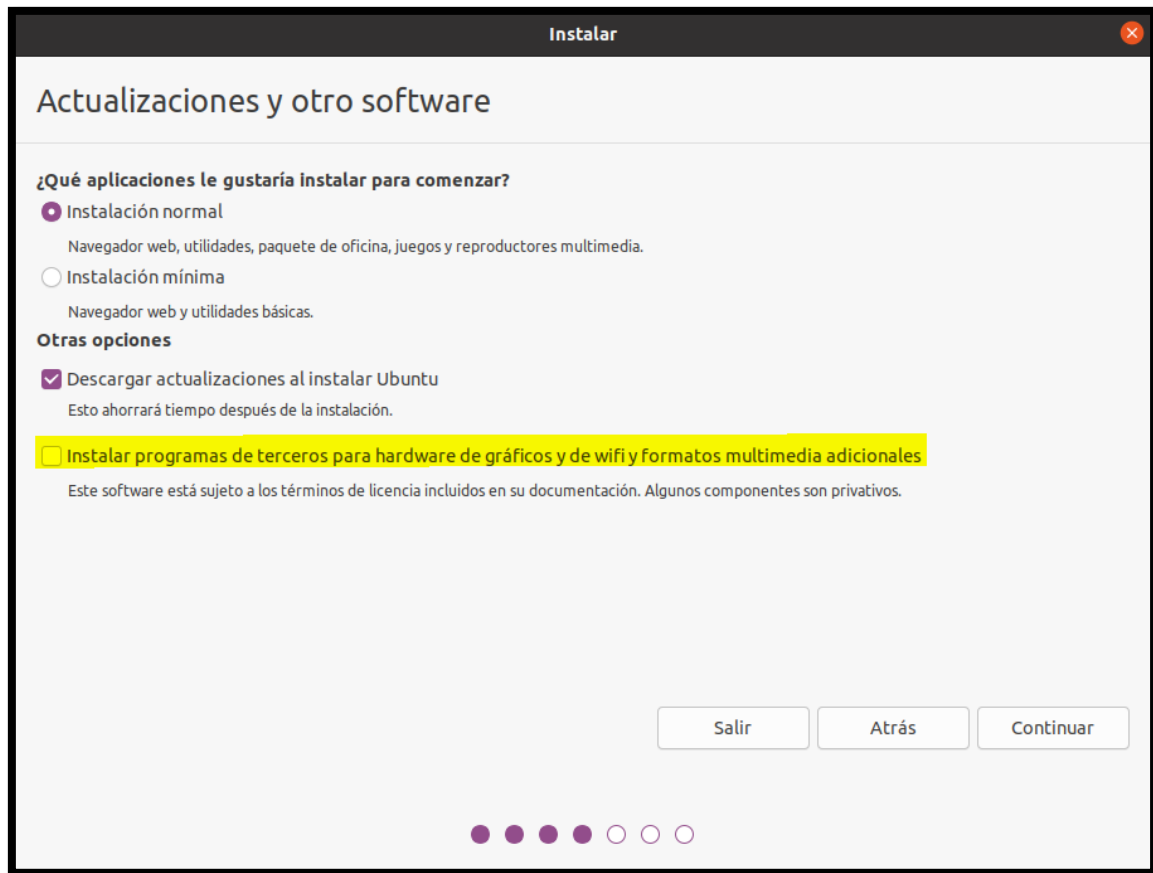 Instalar
Actualizaciones y otro software
¿Qué aplicaciones le gustaría instalar para comenzar?
Instalación normal
Navegador web, utilidades, paquete de oficina, juegos y reproductores multimedia.
Instalación mínima
Navegador web y utilidades básicas.
Otras opciones
Descargar actualizaciones al instalar Ubuntu
Esto ahorrará tiempo después de la instalación.
Instalar programas de terceros para hardware de gráficos y de wifi y formatos multimedia adicionales
Este software está sujeto a los términos de licencia incluidos en su documentación. Algunos componentes son privativos.
Salir Atrás Continuar